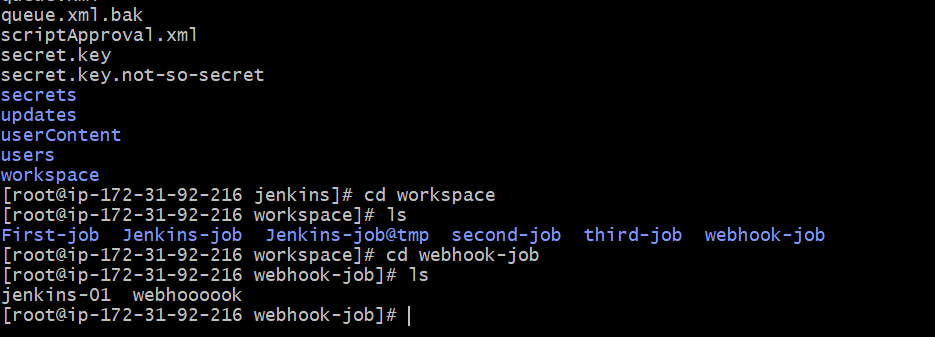 queue.xml.bak
scriptApproval.xml
secret.key
secret.key.not-so-secret
secrets
updates
userContent
users
workspace
[root@ip-172-31-92-216 jenkins]# cd workspace
[root@ip-172-31-92-216 workspace]# ls
First-job  Jenkins-job  Jenkins-job@tmp  second-job  third-job  webhook-job
[root@ip-172-31-92-216 workspace]# cd webhook-job
[root@ip-172-31-92-216 webhook-job]# ls
jenkins-01  webhoooook
[root@ip-172-31-92-216 webhook-job]#